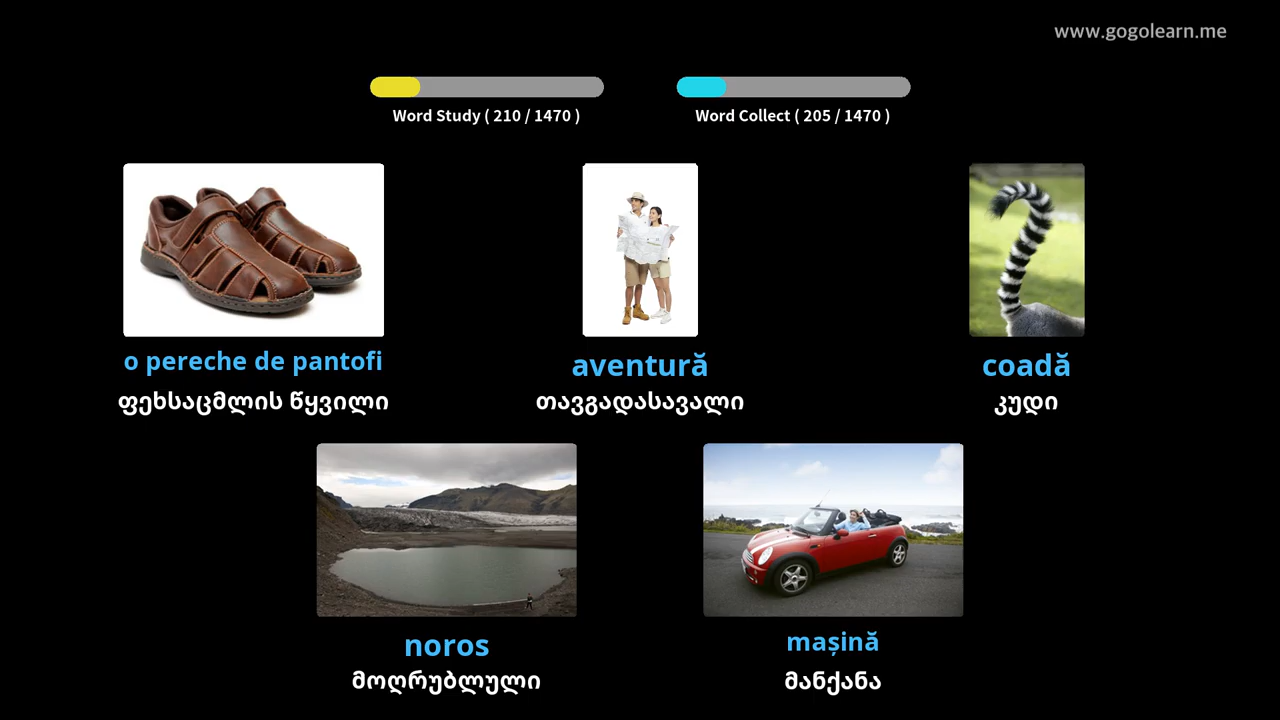 www.gogolearn.me
Word Study ( 210 / 1470 )
Word Collect ( 205 / 1470 )
o pereche de pantofi
ფეხსაცმლის წყვილი
aventură
თავგადასავალი
coadă
კუდი
noros
მოღრუბლული
mașină
მანქანა